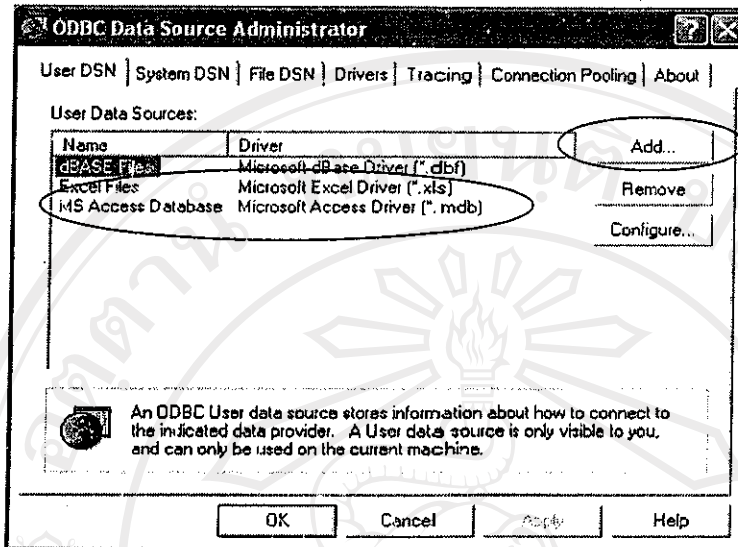 ODBC Data Source Administrator
User DSN System DSN File DSN Drivers Tracing Connection Pooling About
User Data Sources:
Name Driver
dBASE Files Microsoft dBase Driver (*.dbf)
Excel Files Microsoft Excel Driver (*.xls)
MS Access Database Microsoft Access Driver (*.mdb)
Add...
Remove
Configure...
An ODBC User data source stores information about how to connect to
the indicated data provider. A User data source is only visible to you,
and can only be used on the current machine.
OK Cancel Apply Help